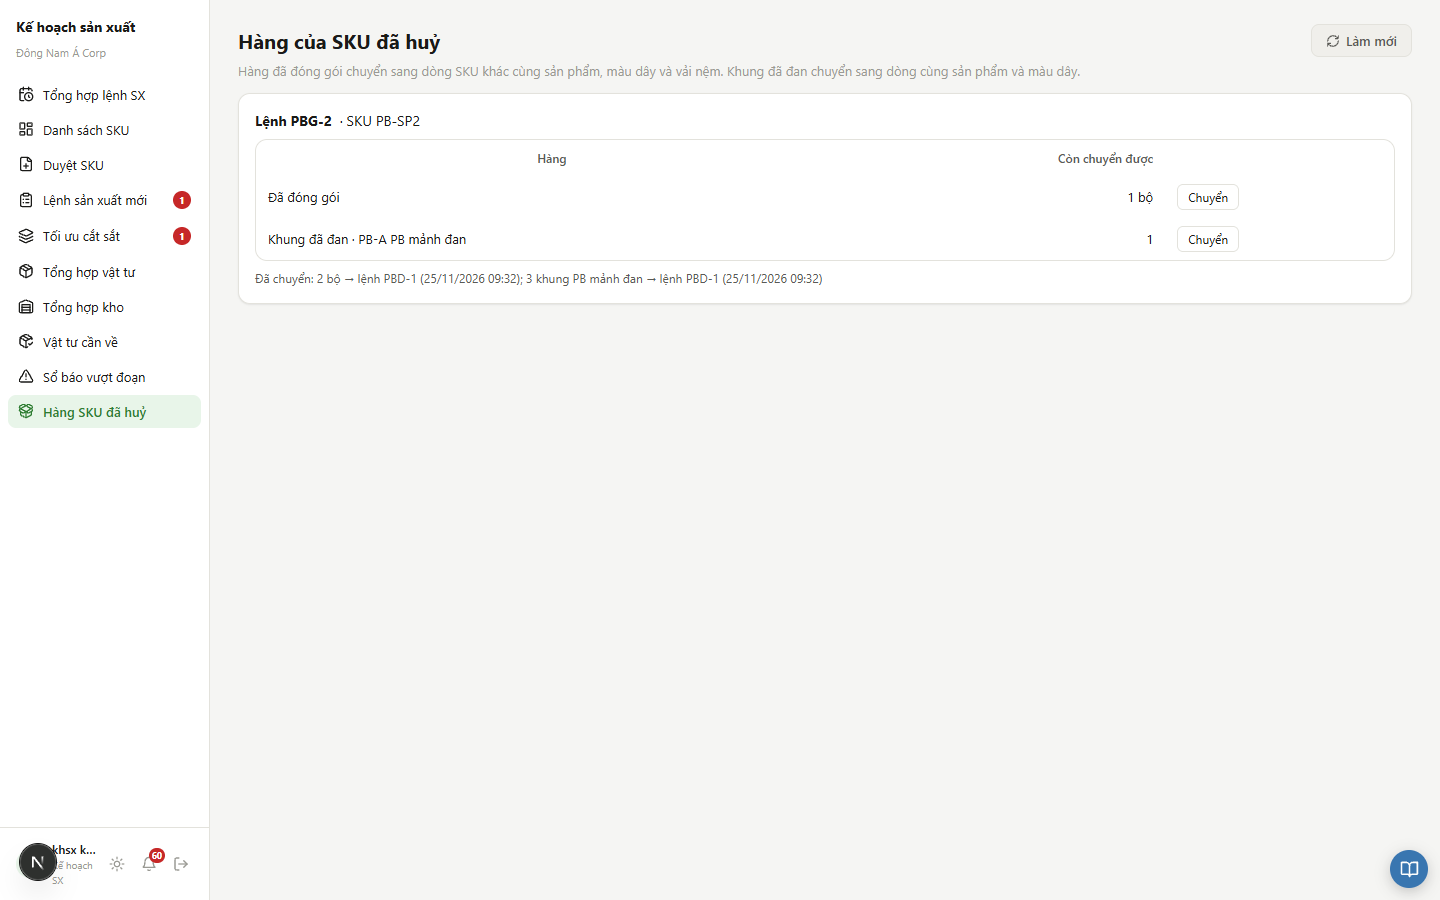 Kế hoạch sản xuất
Đông Nam Á Corp
Tổng hợp lệnh SX
Danh sách SKU
Duyệt SKU
Lệnh sản xuất mới 1
Tối ưu cắt sắt 1
Tổng hợp vật tư
Tổng hợp kho
Vật tư cần về
Sổ báo vượt đoạn
Hàng SKU đã huỷ
N
khsx k...
Kế hoạch
SX
60
Hàng của SKU đã huỷ
Làm mới
Hàng đã đóng gói chuyển sang dòng SKU khác cùng sản phẩm, màu dây và vải nệm. Khung đã đan chuyển sang dòng cùng sản phẩm và màu dây.
Lệnh PBG-2 · SKU PB-SP2
Hàng Còn chuyển được
Đã đóng gói 1 bộ Chuyển
Khung đã đan · PB-A PB mảnh đan 1 Chuyển
Đã chuyển: 2 bộ → lệnh PBD-1 (25/11/2026 09:32); 3 khung PB mảnh đan → lệnh PBD-1 (25/11/2026 09:32)